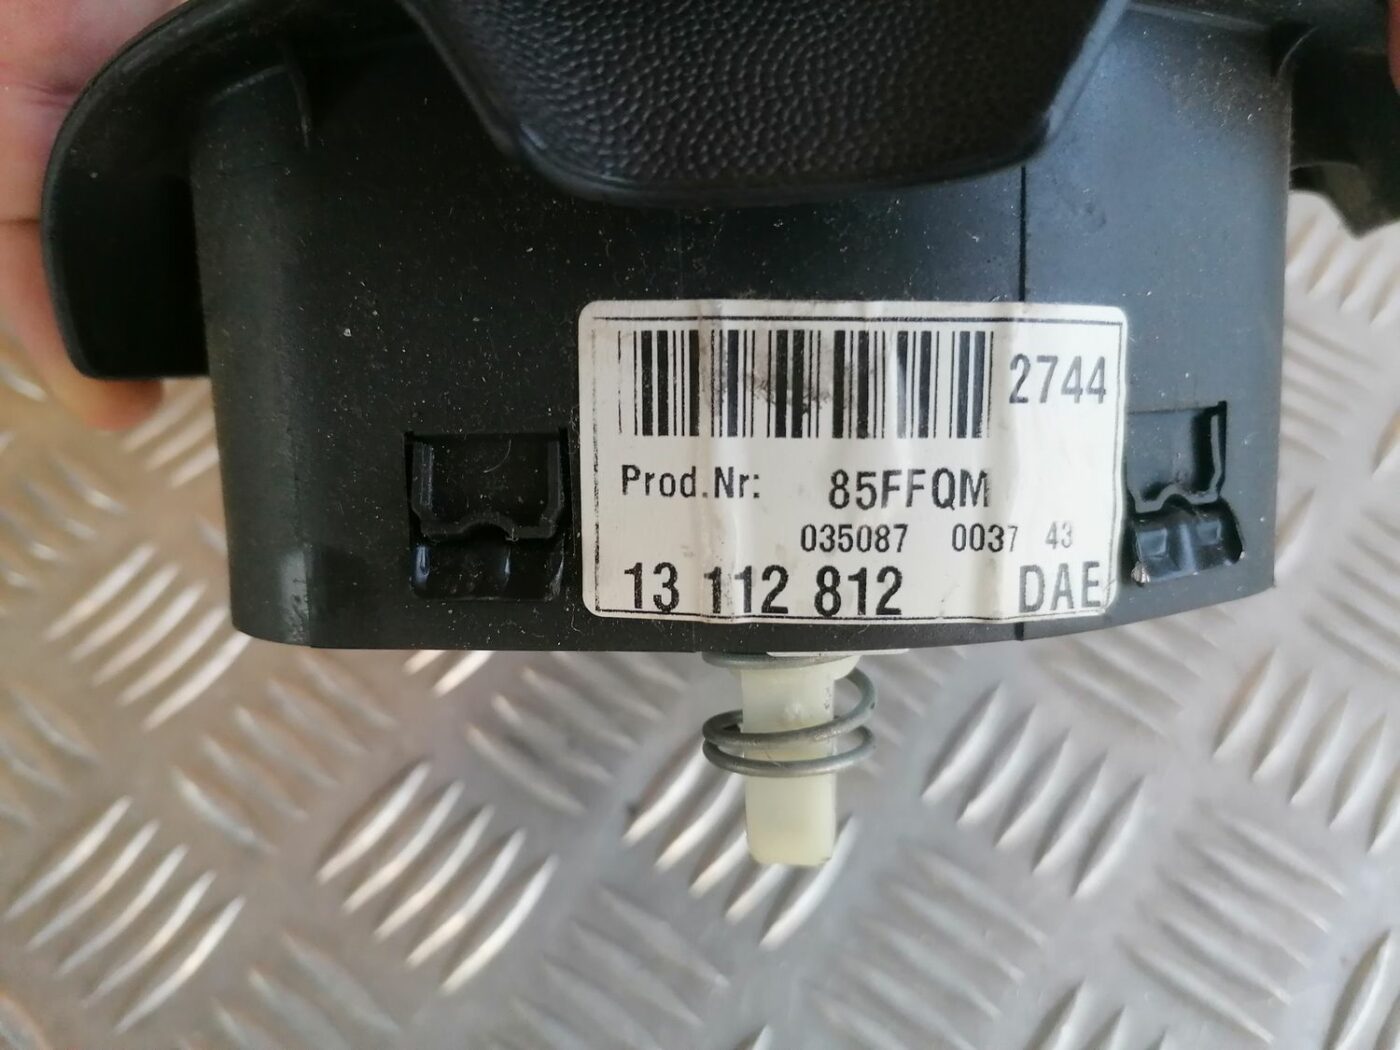 2744
Prod.Nr: 85FFQM
035087 0037 43
13 112 812 DAE